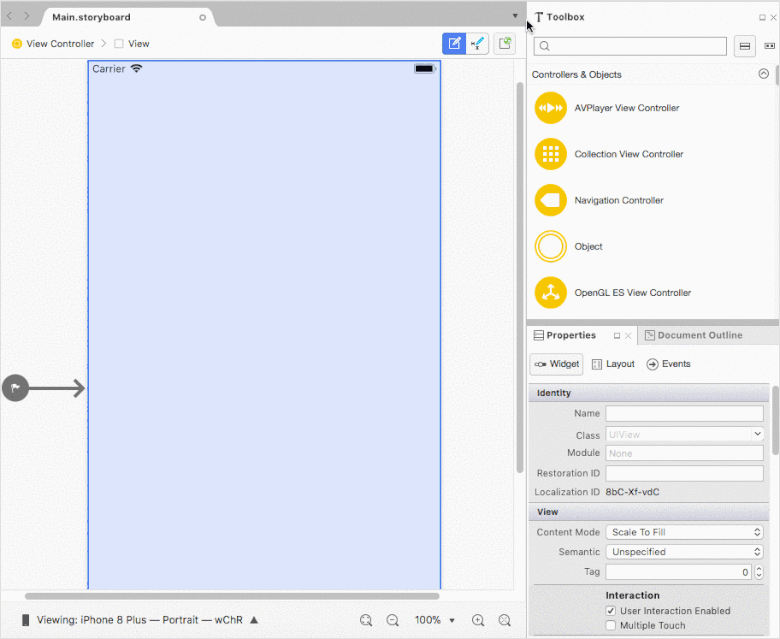 Main.storyboard
View Controller
View
Carrier
Viewing: iPhone 8 Plus — Portrait — wChR
100%
Toolbox
Controllers & Objects
AVPlayer View Controller
Collection View Controller
Navigation Controller
Object
OpenGL ES View Controller
Properties
Document Outline
Widget
Layout
Events
Identity
Name
Class UIView
Module None
Restoration ID
Localization ID 8bC-Xf-vdC
View
Content Mode Scale To Fill
Semantic Unspecified
Tag 0
Interaction
User Interaction Enabled
Multiple Touch